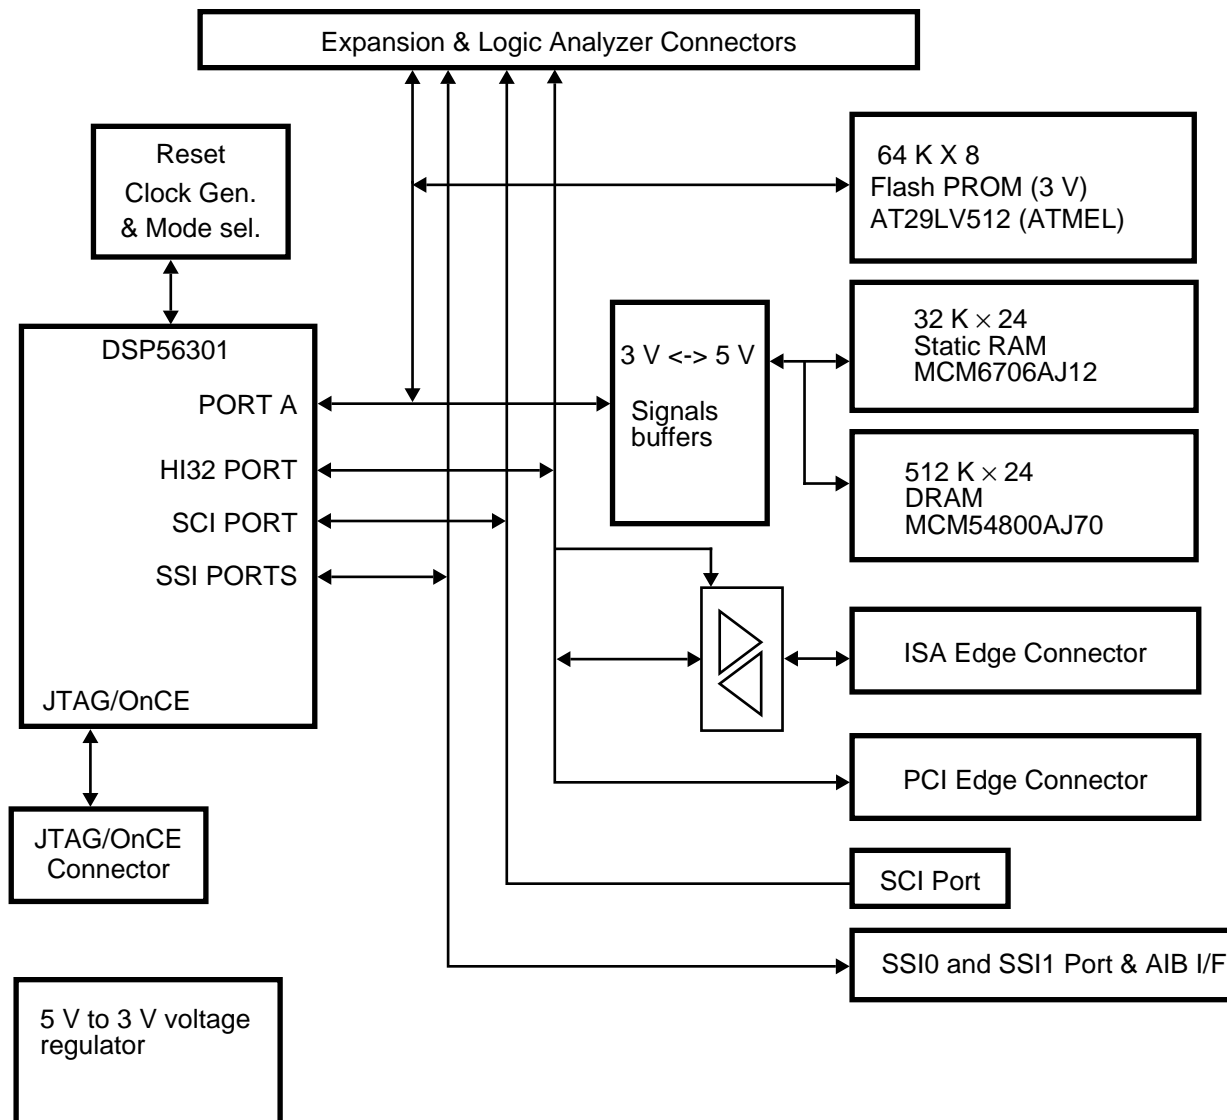 Expansion & Logic Analyzer Connectors
Reset
Clock Gen.
& Mode sel.
64 K X 8
Flash PROM (3 V)
AT29LV512 (ATMEL)
DSP56301
PORT A
HI32 PORT
SCI PORT
SSI PORTS
JTAG/OnCE
3 V <-> 5 V
Signals
buffers
32 K × 24
Static RAM
MCM6706AJ12
512 K × 24
DRAM
MCM54800AJ70
ISA Edge Connector
PCI Edge Connector
JTAG/OnCE
Connector
SCI Port
SSI0 and SSI1 Port & AIB I/F
5 V to 3 V voltage
regulator